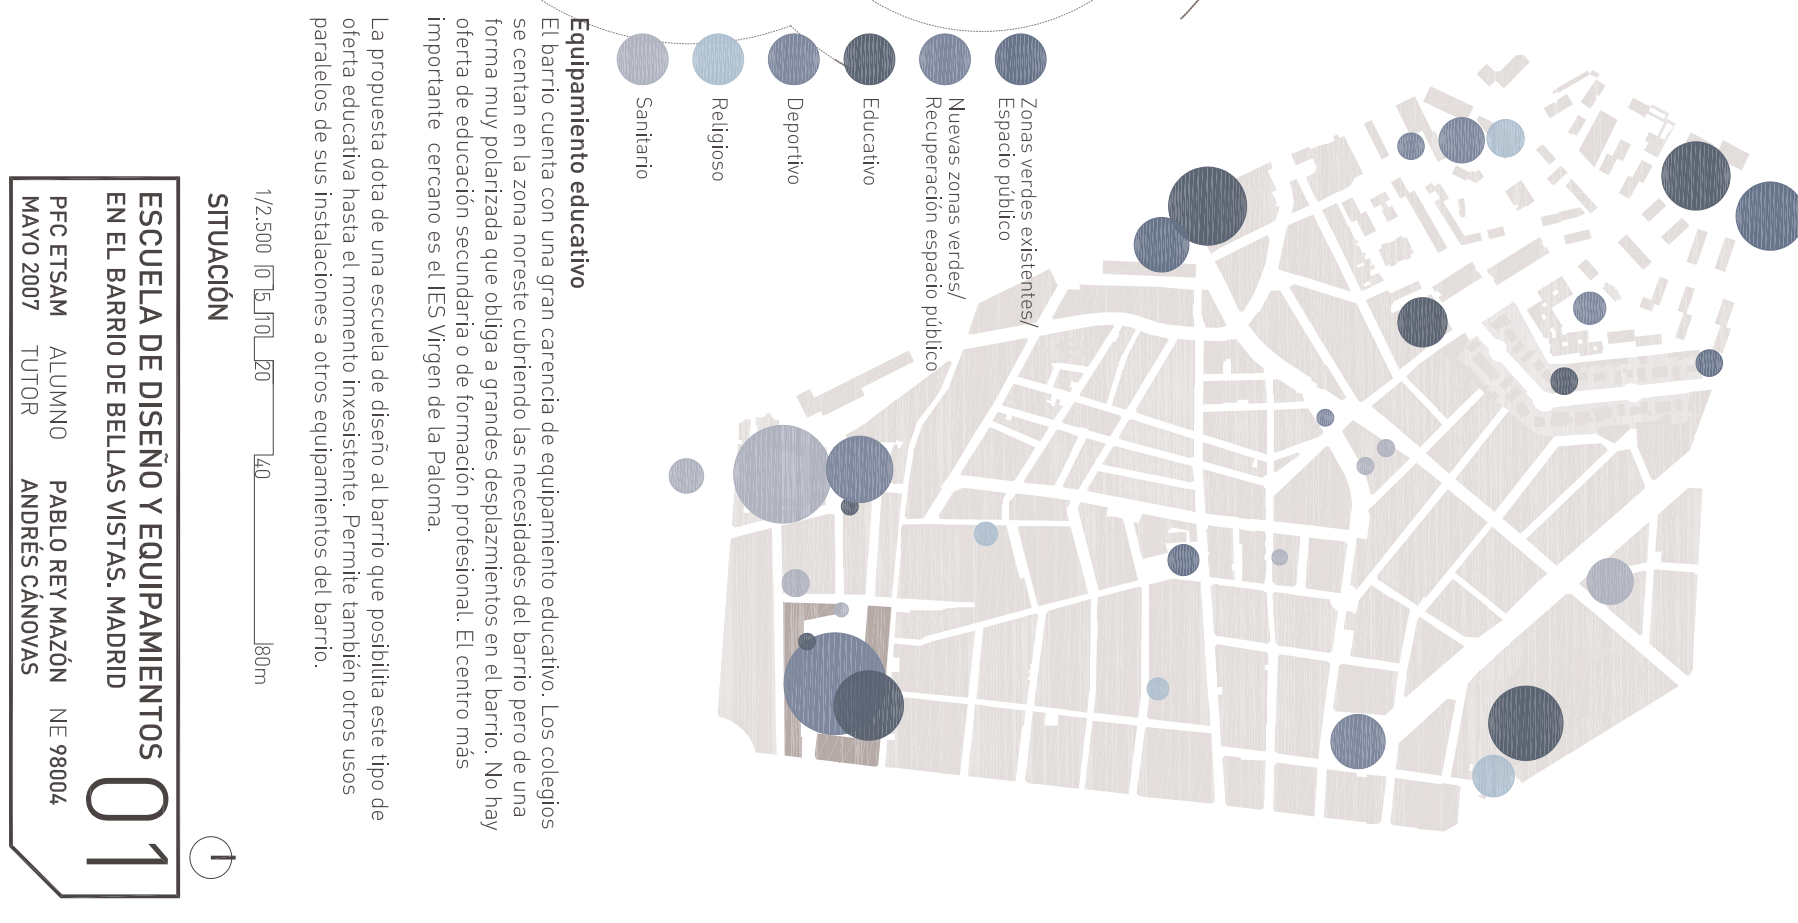 Zonas verdes existentes/
Espacio público
Nuevas zonas verdes/
Recuperación espacio público
Educativo
Deportivo
Religioso
Sanitario
Equipamiento educativo
El barrio cuenta con una gran carencia de equipamiento educativo. Los colegios
se centan en la zona noreste cubriendo las necesidades del barrio pero de una
forma muy polarizada que obliga a grandes desplazmientos en el barrio. No hay
oferta de educación secundaria o de formación profesional. El centro más
importante cercano es el IES Virgen de la Paloma.
La propuesta dota de una escuela de diseño al barrio que posibilita este tipo de
oferta educativa hasta el momento inxesistente. Permite también otros usos
paralelos de sus instalaciones a otros equipamientos del barrio.
1/2.500 0 5 10 20 40 80m
SITUACIÓN
ESCUELA DE DISEÑO Y EQUIPAMIENTOS
EN EL BARRIO DE BELLAS VISTAS. MADRID
01
PFC ETSAM ALUMNO PABLO REY MAZÓN NE 98004
MAYO 2007 TUTOR ANDRÉS CÁNOVAS